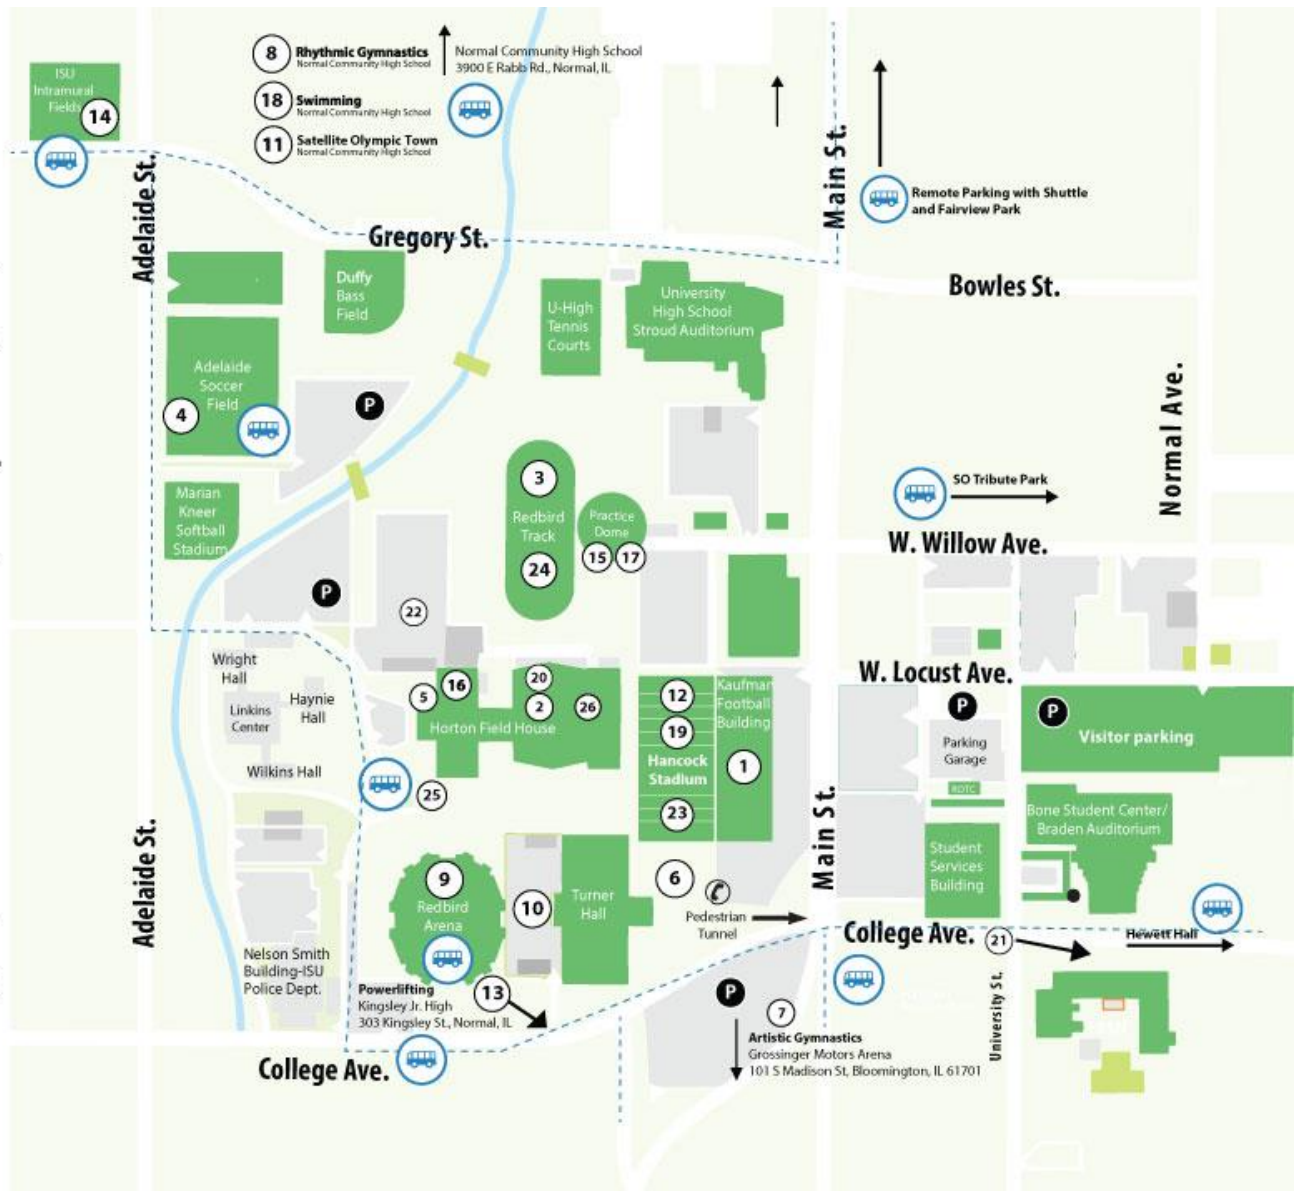 ISU
Intramural
Fields
14
8
Rhythmic Gymnastics
Normal Community High School
18
Swimming
Normal Community High School
11
Satellite Olympic Town
Normal Community High School
Normal Community High School
3900 E Rabb Rd., Normal, IL
Main St.
Remote Parking with Shuttle
and Fairview Park
Adelaide St.
Gregory St.
Bowles St.
Duffy
Bass
Field
U-High
Tennis
Courts
University
High School
Stroud Auditorium
Adelaide
Soccer
Field
4
P
Normal Ave.
3
Redbird
Track
24
Practice
Dome
15
17
SO Tribute Park
W. Willow Ave.
Marian
Kneer
Softball
Stadium
P
22
Wright
Hall
Linkins
Center
Haynie
Hall
Wilkins Hall
5
16
20
2
26
Horton Field House
25
12
19
Hancock
Stadium
23
Kaufman
Football
Building
1
W. Locust Ave.
P
Parking
Garage
P
Visitor parking
ROTC
Bone Student Center/
Braden Auditorium
Student
Services
Building
Main St.
Adelaide St.
9
Redbird
Arena
10
Turner
Hall
6
Pedestrian
Tunnel
College Ave.
21
Hewett Hall
University St.
Nelson Smith
Building-ISU
Police Dept.
Powerlifting
Kingsley Jr. High
303 Kingsley St., Normal, IL
13
P
7
Artistic Gymnastics
Grossinger Motors Arena
101 S Madison St, Bloomington, IL 61701
College Ave.